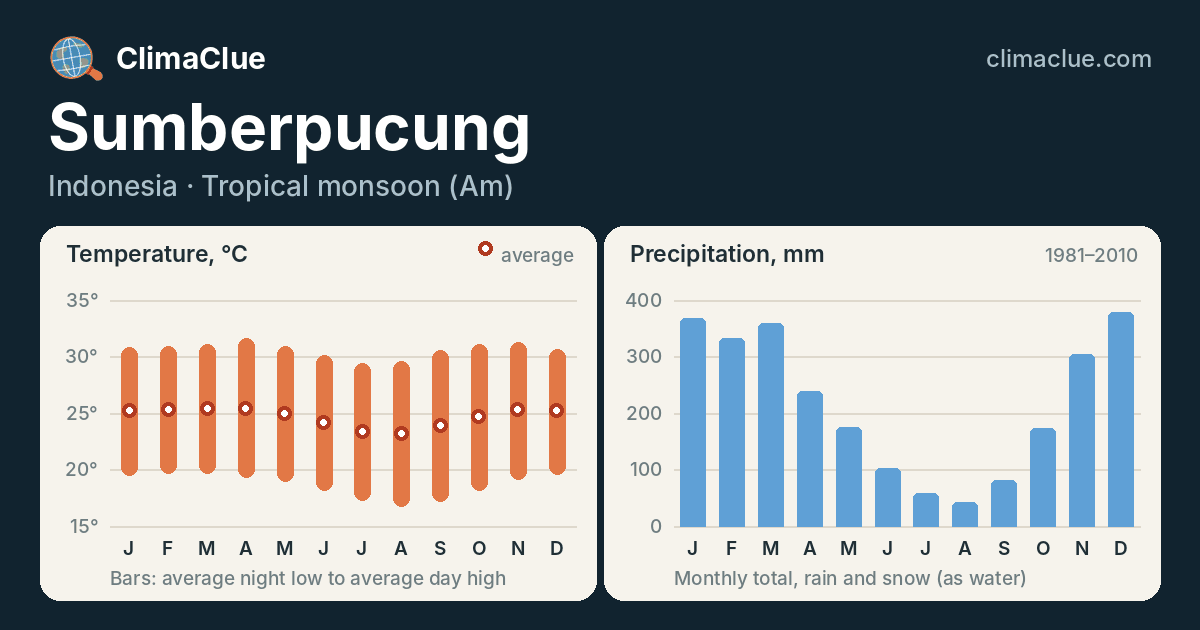 ClimaClue
climaclue.com
Sumberpucung
Indonesia · Tropical monsoon (Am)
Temperature, °C
average
35°
30°
25°
20°
15°
J F M A M J J A S O N D
Bars: average night low to average day high
Precipitation, mm
1981–2010
400
300
200
100
0
J F M A M J J A S O N D
Monthly total, rain and snow (as water)